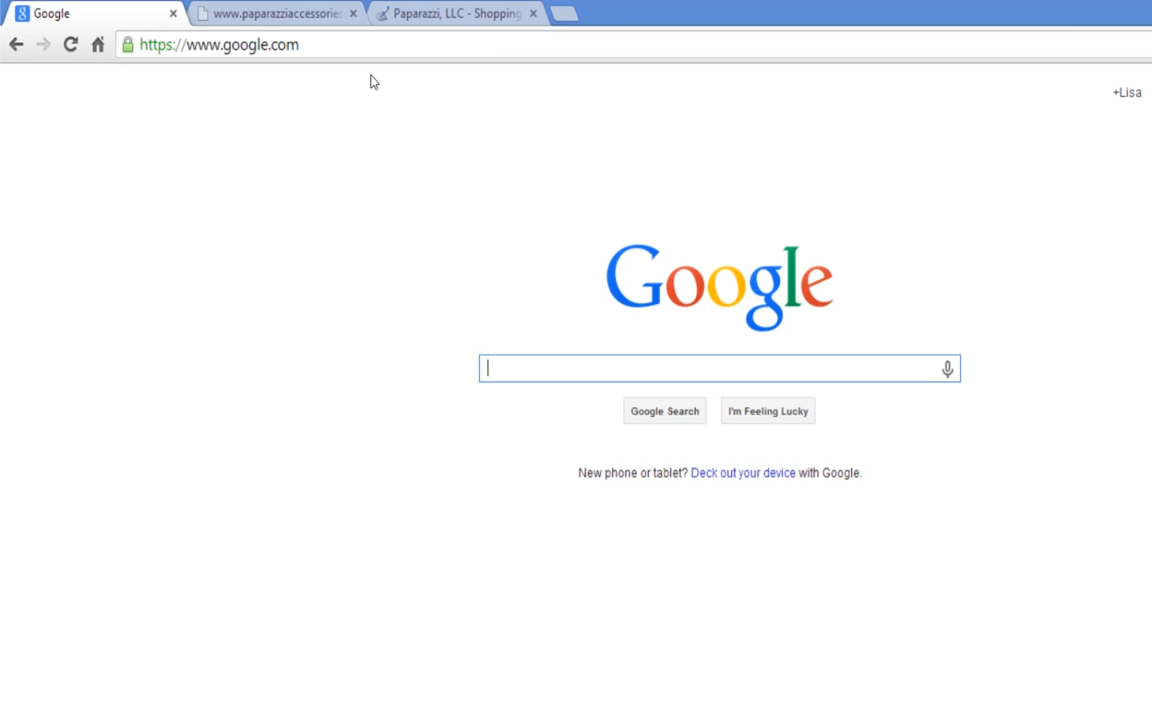 Google
www.paparazziaccessories
Paparazzi, LLC - Shopping
https://www.google.com
+Lisa
Google
Google Search
I'm Feeling Lucky
New phone or tablet? Deck out your device with Google.